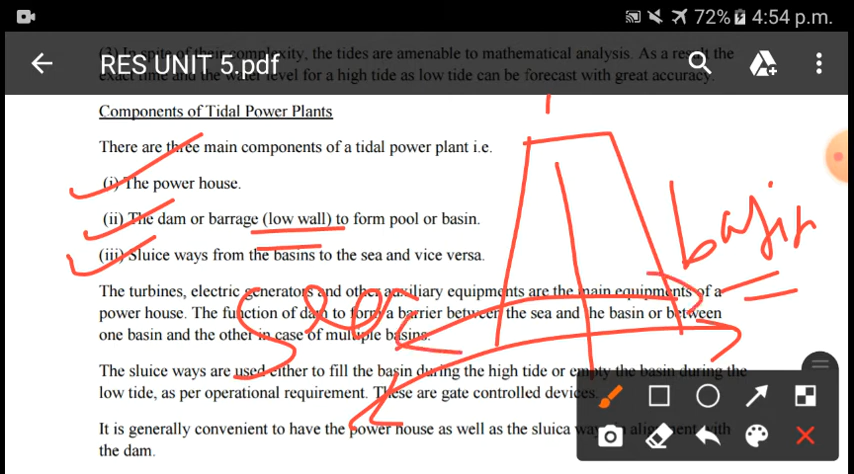 72% 4:54 p.m.
(3) In spite of their complexity, the tides are amenable to mathematical analysis. As a result the
RES UNIT 5.pdf
exact time and the water level for a high tide as low tide can be forecast with great accuracy.
Components of Tidal Power Plants
There are three main components of a tidal power plant i.e.
(i) The power house.
(ii) The dam or barrage (low wall) to form pool or basin.
(iii) Sluice ways from the basins to the sea and vice versa.
basin
The turbines, electric generators and other auxiliary equipments are the main equipments of a
power house. The function of dam to form a barrier between the sea and the basin or between
one basin and the other in case of multiple basins.
Sea
The sluice ways are used either to fill the basin during the high tide or empty the basin during the
low tide, as per operational requirement. These are gate controlled devices.
It is generally convenient to have the power house as well as the sluica ways in alignment with
the dam.